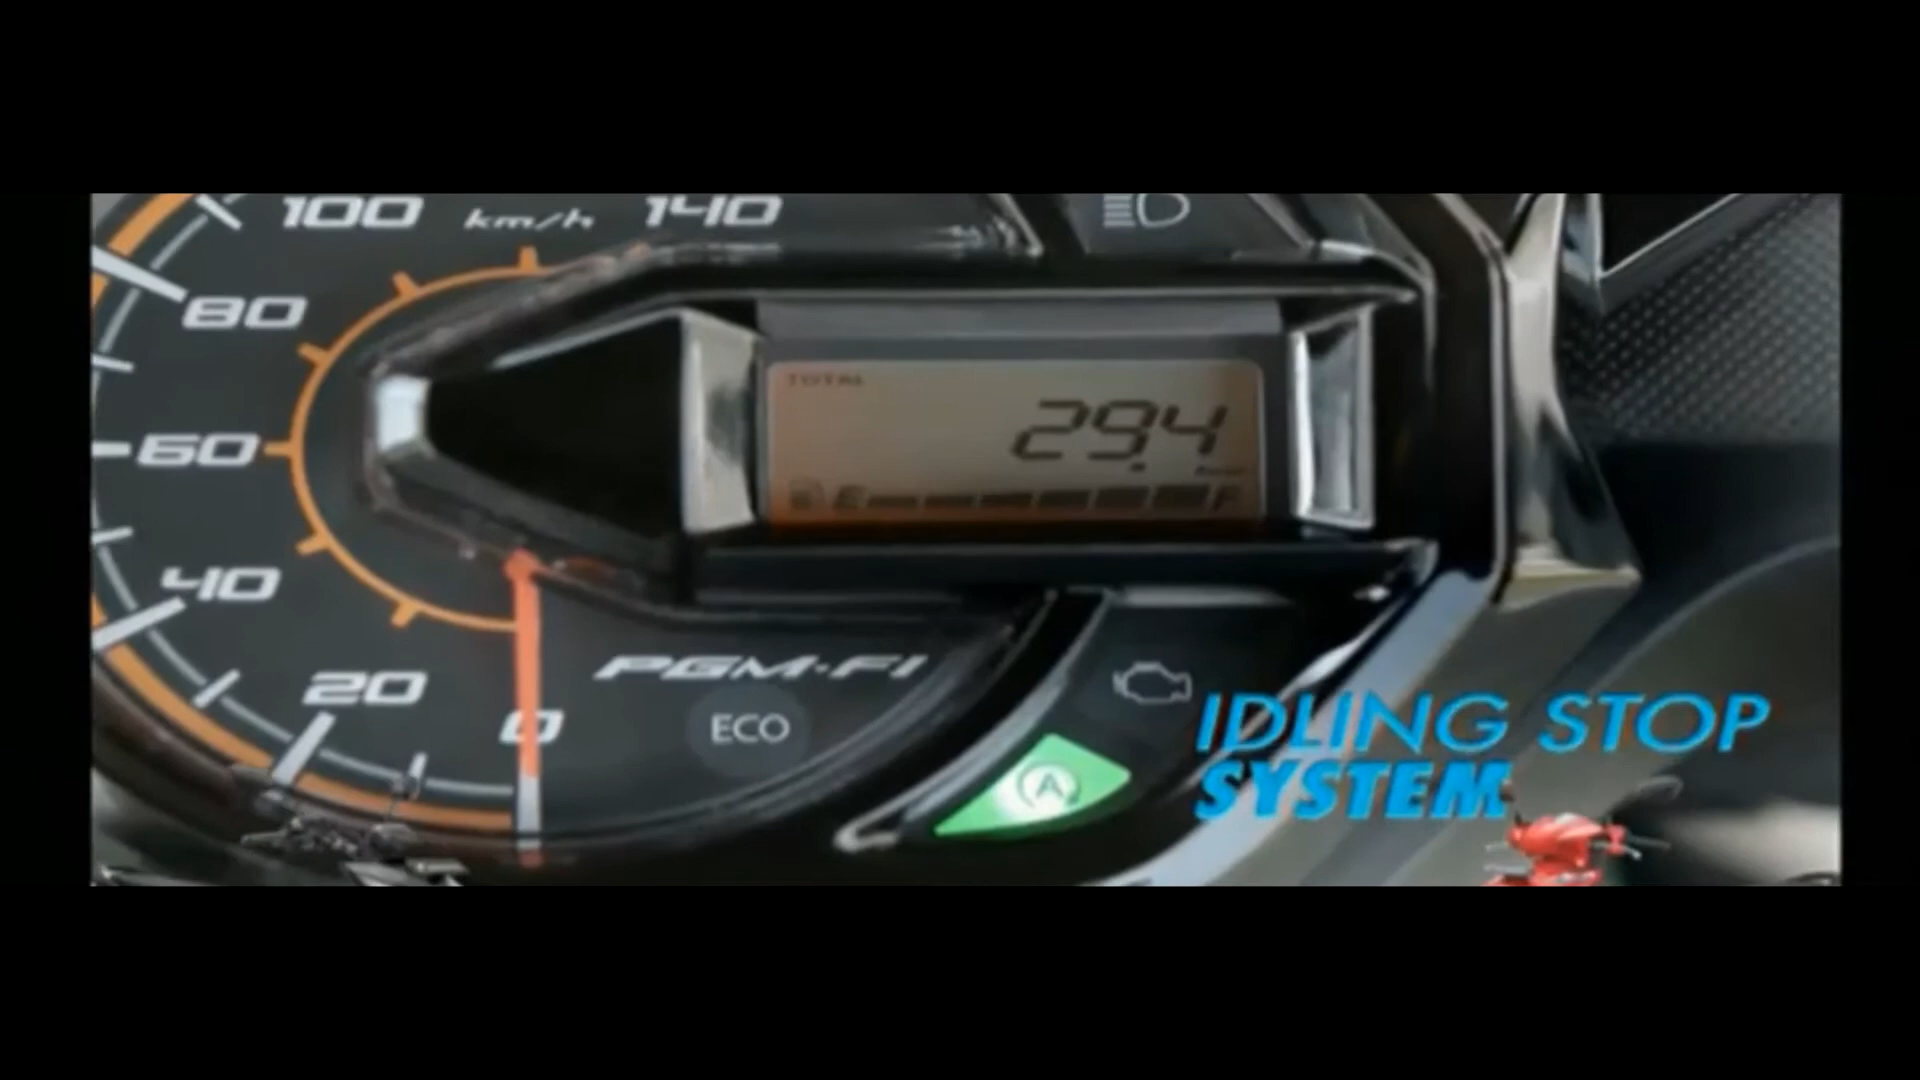 100 km/h 140
80
TOTAL
29.4
60
E F
40
PGM-FI
20
0 ECO
A
IDLING STOP
SYSTEM